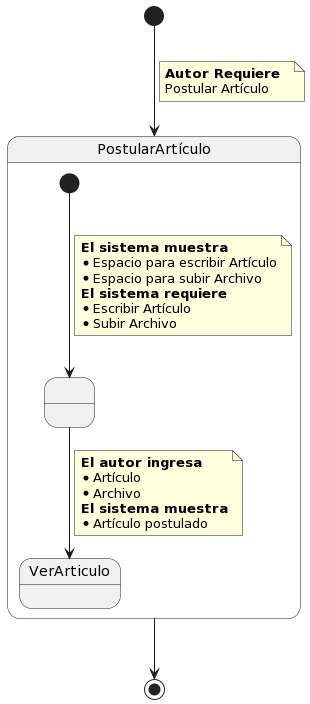 Autor Requiere
Postular Artículo
PostularArtículo
El sistema muestra
• Espacio para escribir Artículo
• Espacio para subir Archivo
El sistema requiere
• Escribir Artículo
• Subir Archivo
El autor ingresa
• Artículo
• Archivo
El sistema muestra
• Artículo postulado
VerArticulo